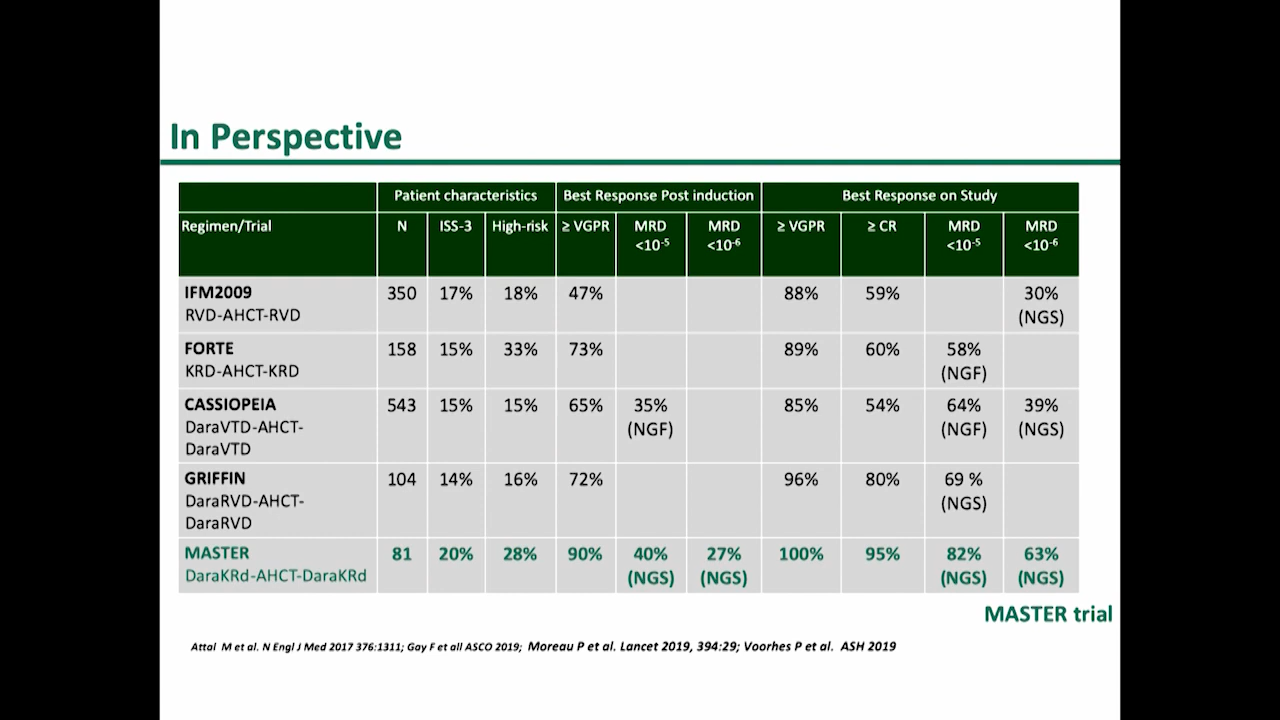 In Perspective
Patient characteristics Best Response Post induction Best Response on Study
Regimen/Trial N ISS-3 High-risk ≥ VGPR MRD <10-5 MRD <10-6 ≥ VGPR ≥ CR MRD <10-5 MRD <10-6
IFM2009 350 17% 18% 47% 88% 59% 30%
RVD-AHCT-RVD (NGS)
FORTE 158 15% 33% 73% 89% 60% 58%
KRD-AHCT-KRD (NGF)
CASSIOPEIA 543 15% 15% 65% 35% 85% 54% 64% 39%
DaraVTD-AHCT- (NGF) (NGF) (NGS)
DaraVTD
GRIFFIN 104 14% 16% 72% 96% 80% 69 %
DaraRVD-AHCT- (NGS)
DaraRVD
MASTER 81 20% 28% 90% 40% 27% 100% 95% 82% 63%
DaraKRd-AHCT-DaraKRd (NGS) (NGS) (NGS) (NGS)
MASTER trial
Attal M et al. N Engl J Med 2017 376:1311; Gay F et all ASCO 2019; Moreau P et al. Lancet 2019, 394:29; Voorhes P et al. ASH 2019